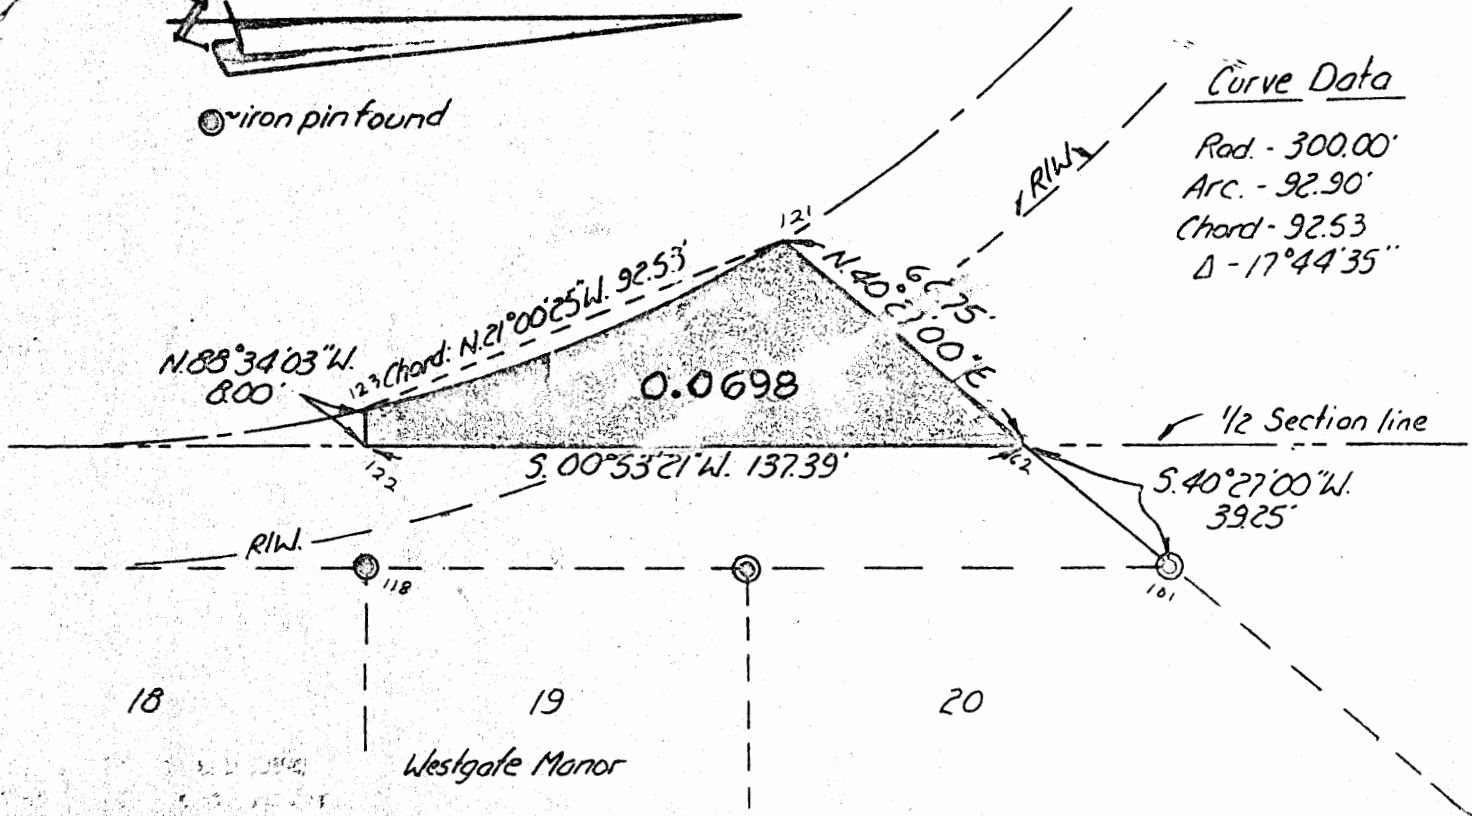 ~iron pin found
Curve Data
Rad. - 300.00'
Arc. - 92.90'
Chord - 92.53
Δ - 17°44'35"
R/W
121
N.40°27'00"E
67.75'
Chord: N.21°00'25"W. 92.53'
N.88°34'03"W.
8.00'
123
0.0698
1/2 Section line
122
S.00°53'21"W. 137.39'
162
S.40°27'00"W.
39.25'
R/W.
118
101
18
19
20
Westgate Manor